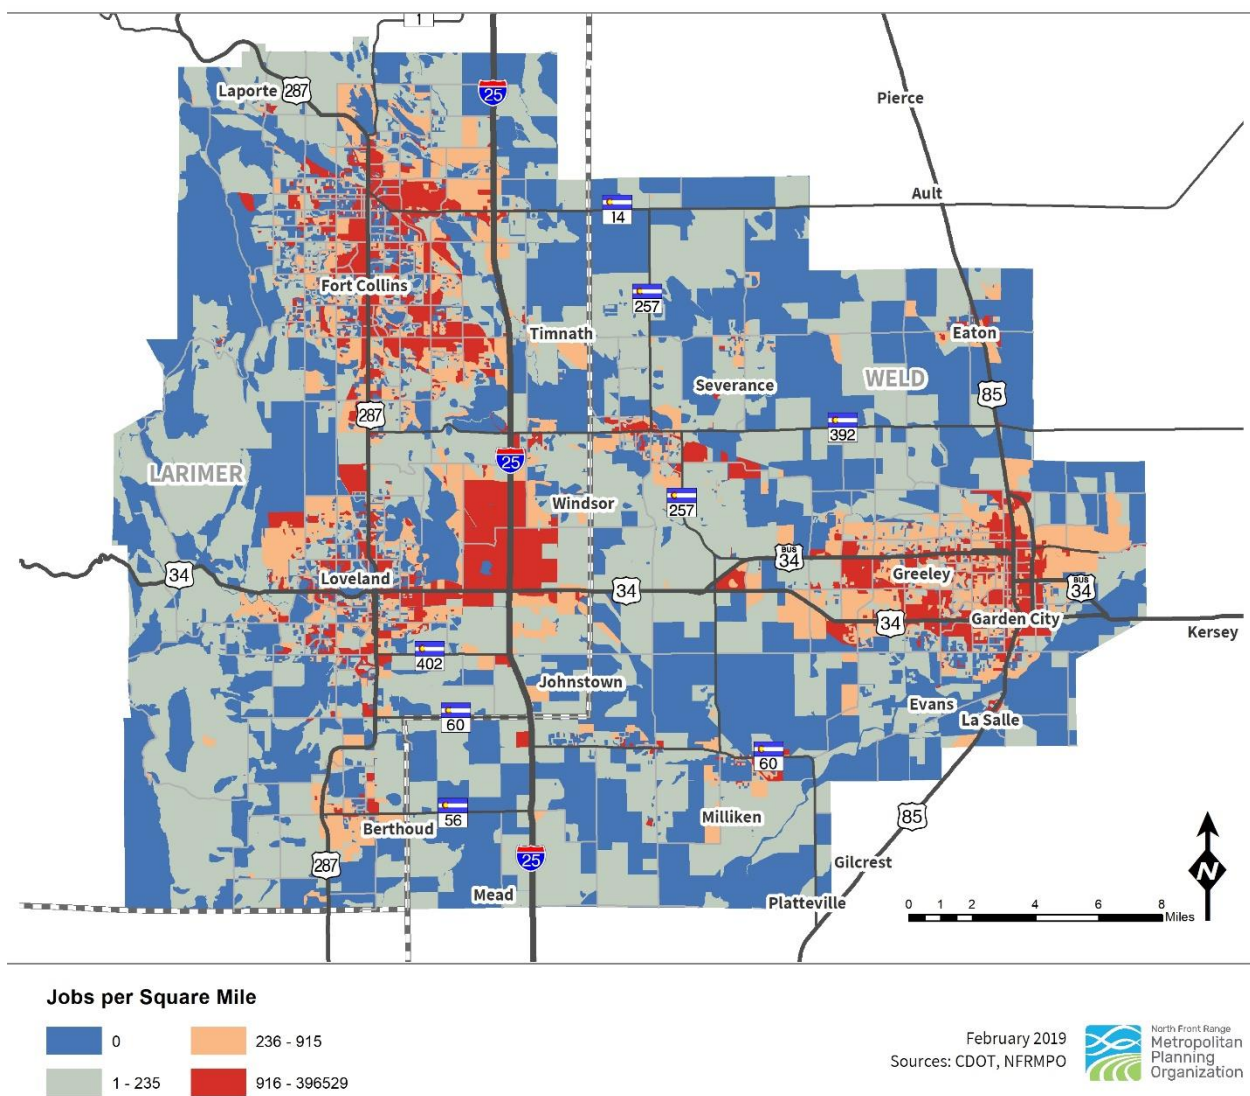 1
Laporte
287
25
Pierce
Ault
14
Fort Collins
257
Timnath
Eaton
Severance
WELD
85
287
392
25
LARIMER
Windsor
257
BUS
34
34
Loveland
34
Greeley
BUS
34
34
Garden City
Kersey
402
Johnstown
Evans
60
La Salle
60
56
Berthoud
Milliken
85
287
25
Gilcrest
Mead
Platteville
N
0 1 2 4 6 8
Miles
Jobs per Square Mile
0
236 - 915
1 - 235
916 - 396529
February 2019
Sources: CDOT, NFRMPO
North Front Range
Metropolitan
Planning
Organization